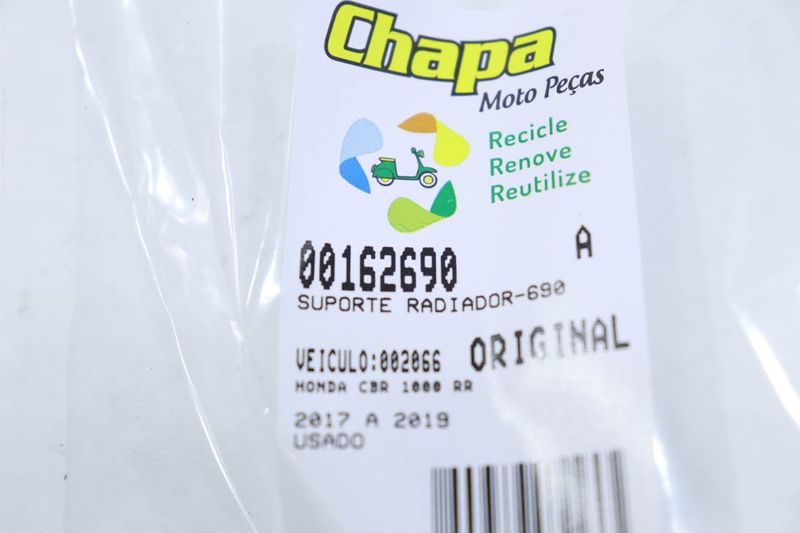 Chapa
Moto Peças
Recicle
Renove
Reutilize
00162690 A
SUPORTE RADIADOR-690
VEICULO:002066 ORIGINAL
HONDA CBR 1000 RR
2017 A 2019
USADO